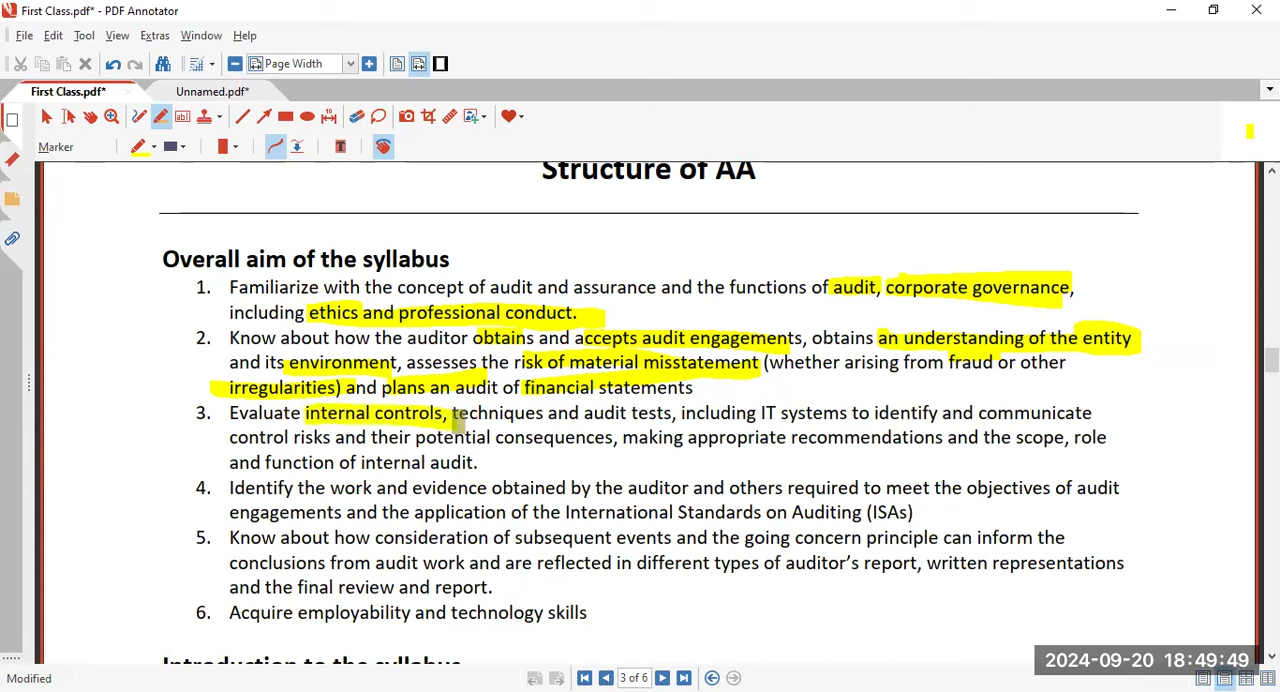 First Class.pdf* - PDF Annotator
File Edit Tool View Extras Window Help
Page Width
First Class.pdf* Unnamed.pdf*
Marker
Structure of AA
Overall aim of the syllabus
1. Familiarize with the concept of audit and assurance and the functions of audit, corporate governance,
including ethics and professional conduct.
2. Know about how the auditor obtains and accepts audit engagements, obtains an understanding of the entity
and its environment, assesses the risk of material misstatement (whether arising from fraud or other
irregularities) and plans an audit of financial statements
3. Evaluate internal controls, techniques and audit tests, including IT systems to identify and communicate
control risks and their potential consequences, making appropriate recommendations and the scope, role
and function of internal audit.
4. Identify the work and evidence obtained by the auditor and others required to meet the objectives of audit
engagements and the application of the International Standards on Auditing (ISAs)
5. Know about how consideration of subsequent events and the going concern principle can inform the
conclusions from audit work and are reflected in different types of auditor's report, written representations
and the final review and report.
6. Acquire employability and technology skills
Introduction to the syllabus
2024-09-20 18:49:49
Modified 3 of 6